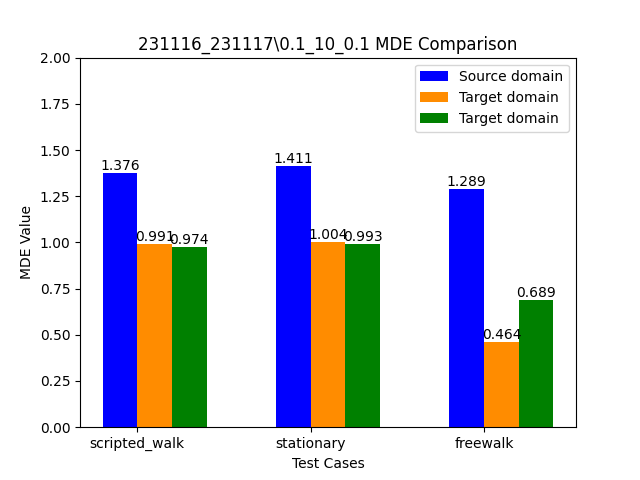 231116_231117\0.1_10_0.1 MDE Comparison
2.00
1.75
1.50
1.25
1.00
0.75
0.50
0.25
0.00
MDE Value
Source domain
Target domain
Target domain
1.376
0.991
0.974
1.411
1.004
0.993
1.289
0.464
0.689
scripted_walk
stationary
freewalk
Test Cases